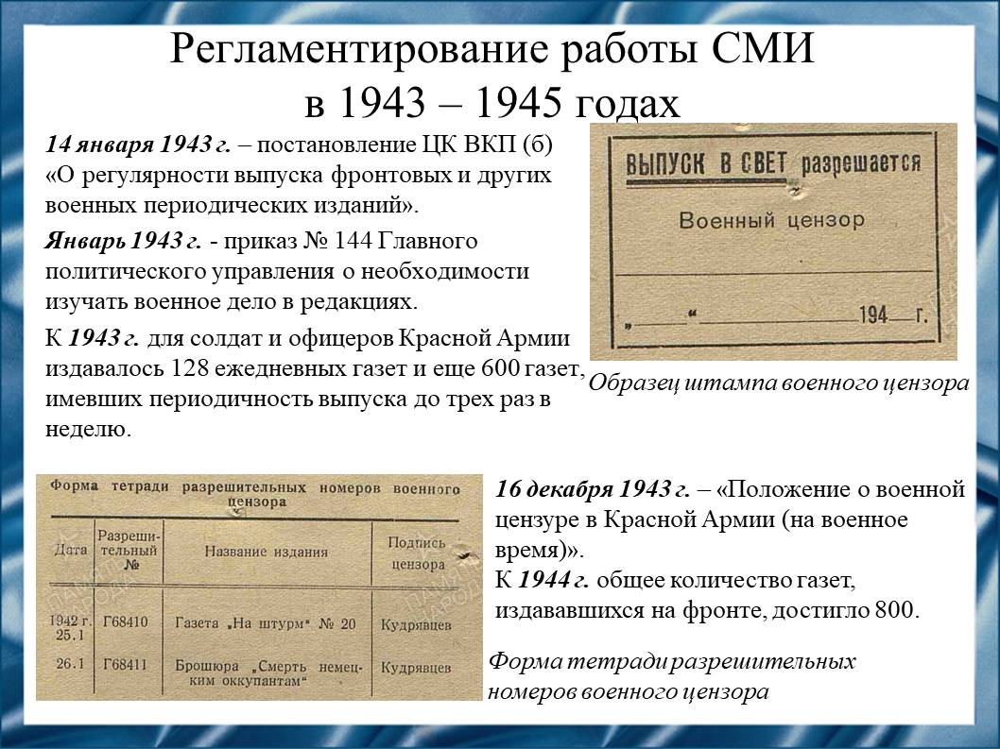 Регламентирование работы СМИ
в 1943 – 1945 годах
14 января 1943 г. – постановление ЦК ВКП (б)
«О регулярности выпуска фронтовых и других
военных периодических изданий».
Январь 1943 г. - приказ № 144 Главного
политического управления о необходимости
изучать военное дело в редакциях.
К 1943 г. для солдат и офицеров Красной Армии
издавалось 128 ежедневных газет и еще 600 газет,
имевших периодичность выпуска до трех раз в
неделю.
ВЫПУСК В СВЕТ разрешается
Военный цензор
„_____“______________194__г.
Образец штампа военного цензора
Форма тетради разрешительных номеров военного
цензора
Дата
Разреши-
тельный
№
Название издания
Подпись
цензора
1942 г.
25.1
Г68410
Газета „На штурм“ № 20
Кудрявцев
26.1
Г68411
Брошюра „Смерть немец-
ким оккупантам“
Кудрявцев
16 декабря 1943 г. – «Положение о военной
цензуре в Красной Армии (на военное
время)».
К 1944 г. общее количество газет,
издававшихся на фронте, достигло 800.
Форма тетради разрешительных
номеров военного цензора